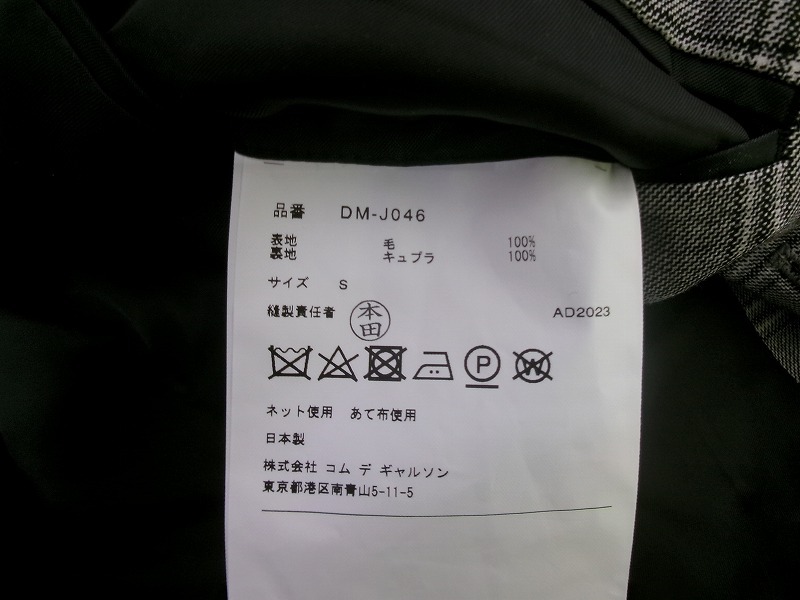 品番 DM-J046
表地 毛 100%
裏地 キュプラ 100%
サイズ S
縫製責任者 本田 AD2023
P W
ネット使用 あて布使用
日本製
株式会社 コム デ ギャルソン
東京都港区南青山5-11-5